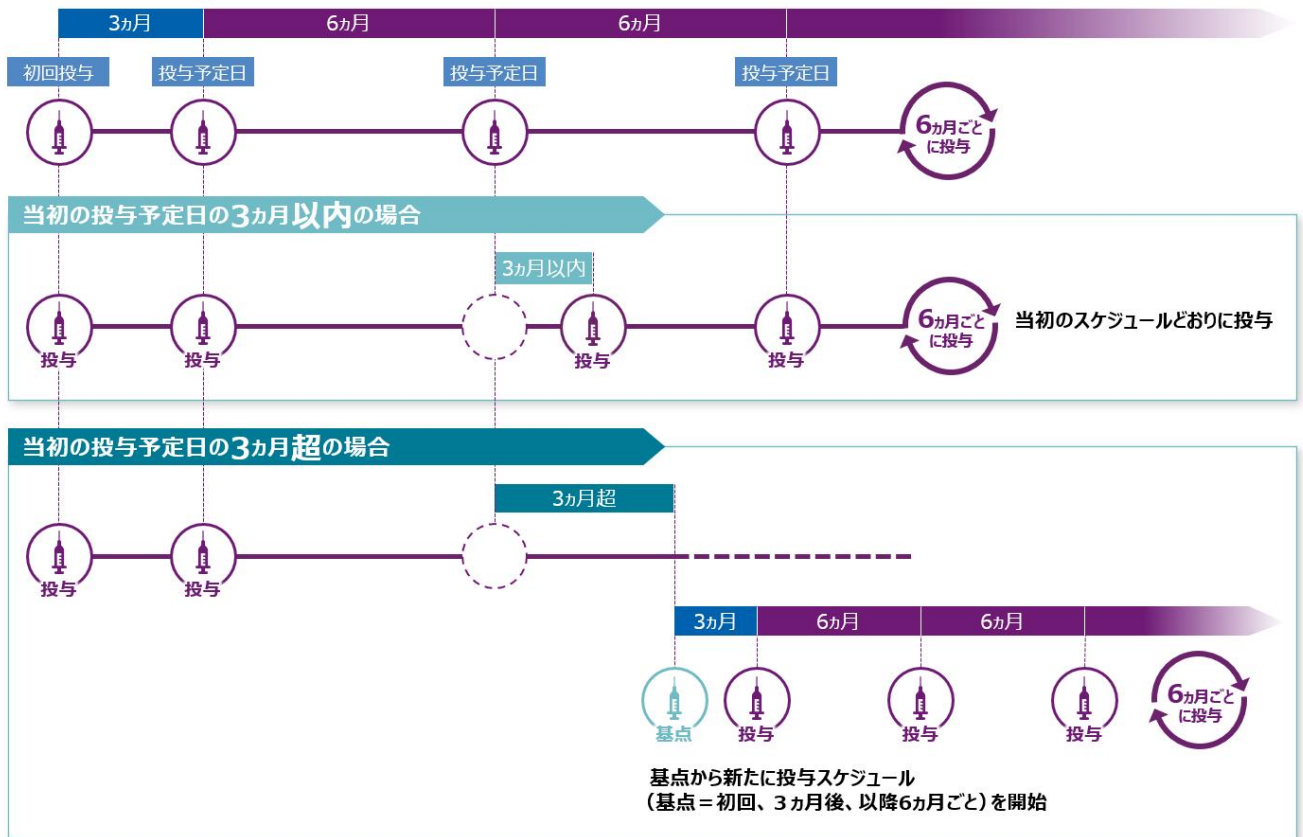 3ヵ月 6ヵ月 6ヵ月
初回投与 投与予定日 投与予定日 投与予定日
6ヵ月ごと
に投与
当初の投与予定日の3ヵ月以内の場合
3ヵ月以内
6ヵ月ごと
に投与
当初のスケジュールどおりに投与
投与 投与 投与 投与
当初の投与予定日の3ヵ月超の場合
3ヵ月超
投与 投与
3ヵ月 6ヵ月 6ヵ月
6ヵ月ごと
に投与
基点 投与 投与 投与
基点から新たに投与スケジュール
(基点=初回、3ヵ月後、以降6ヵ月ごと)を開始